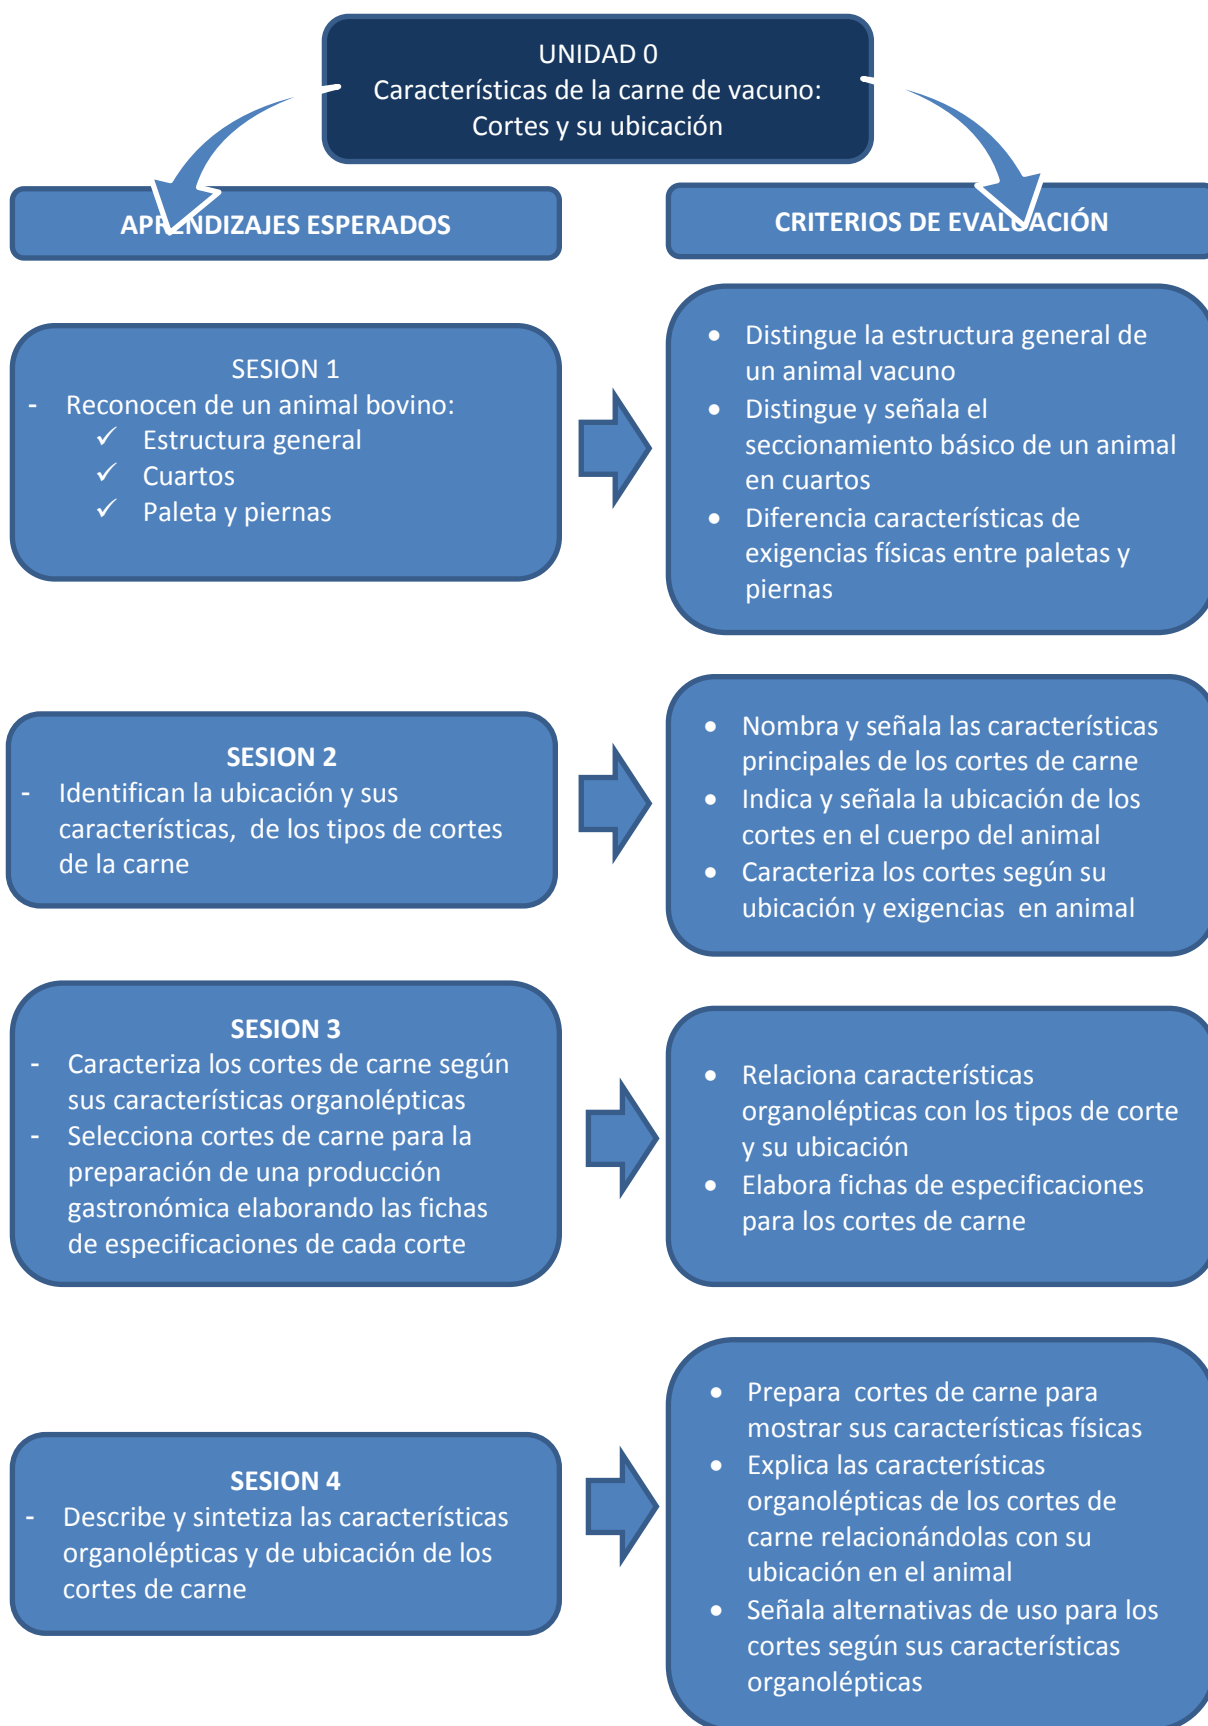 UNIDAD 0
Características de la carne de vacuno:
Cortes y su ubicación
APRENDIZAJES ESPERADOS
CRITERIOS DE EVALUACIÓN
SESION 1
- Reconocen de un animal bovino:
✓ Estructura general
✓ Cuartos
✓ Paleta y piernas
• Distingue la estructura general de
un animal vacuno
• Distingue y señala el
seccionamiento básico de un animal
en cuartos
• Diferencia características de
exigencias físicas entre paletas y
piernas
SESION 2
- Identifican la ubicación y sus
características, de los tipos de cortes
de la carne
• Nombra y señala las características
principales de los cortes de carne
• Indica y señala la ubicación de los
cortes en el cuerpo del animal
• Caracteriza los cortes según su
ubicación y exigencias en animal
SESION 3
- Caracteriza los cortes de carne según
sus características organolépticas
- Selecciona cortes de carne para la
preparación de una producción
gastronómica elaborando las fichas
de especificaciones de cada corte
• Relaciona características
organolépticas con los tipos de corte
y su ubicación
• Elabora fichas de especificaciones
para los cortes de carne
SESION 4
- Describe y sintetiza las características
organolépticas y de ubicación de los
cortes de carne
• Prepara cortes de carne para
mostrar sus características físicas
• Explica las características
organolépticas de los cortes de
carne relacionándolas con su
ubicación en el animal
• Señala alternativas de uso para los
cortes según sus características
organolépticas